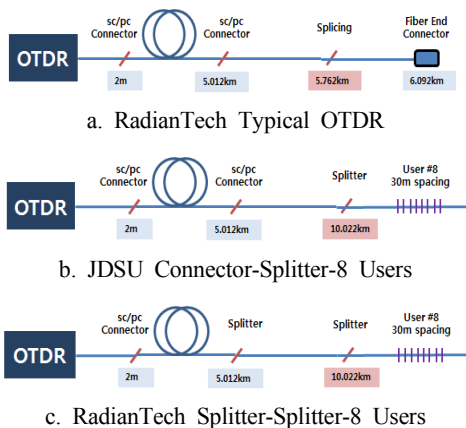 sc/pc
Connector
sc/pc
Connector
Splicing
Fiber End
Connector
OTDR
2m
5.012km
5.762km
6.092km
a. RadianTech Typical OTDR
sc/pc
Connector
sc/pc
Connector
Splitter
User #8
30m spacing
OTDR
2m
5.012km
10.022km
b. JDSU Connector-Splitter-8 Users
sc/pc
Connector
Splitter
Splitter
User #8
30m spacing
OTDR
2m
5.012km
10.022km
c. RadianTech Splitter-Splitter-8 Users